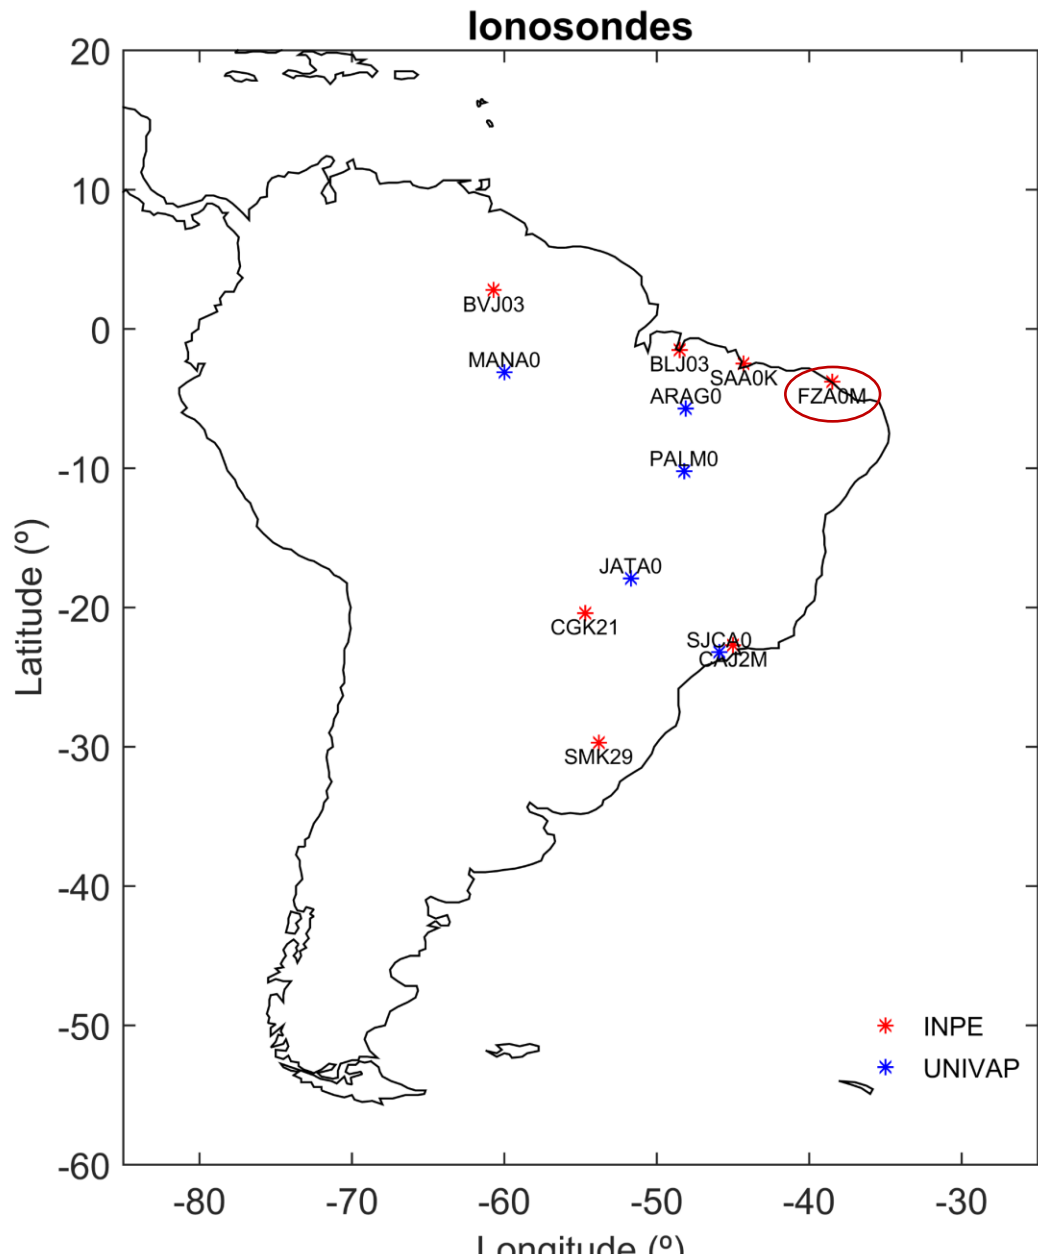 Ionosondes
20
10
0
-10
-20
-30
-40
-50
-60
Latitude (º)
BVJ03
MANA0
BLJ03
SAA0K
ARAG0
FZA0M
PALM0
JATA0
CGK21
SJCA0
CAJ2M
SMK29
INPE
UNIVAP
-80 -70 -60 -50 -40 -30
Longitude (º)